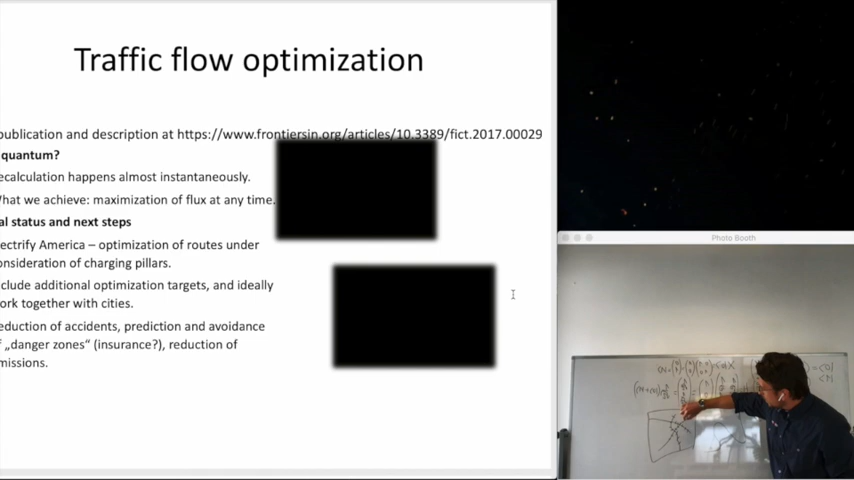 Traffic flow optimization
publication and description at https://www.frontiersin.org/articles/10.3389/fict.2017.00029
quantum?
ecalculation happens almost instantaneously.
hat we achieve: maximization of flux at any time.
al status and next steps
ectrify America – optimization of routes under
onsideration of charging pillars.
clude additional optimization targets, and ideally
ork together with cities.
eduction of accidents, prediction and avoidance
f „danger zones“ (insurance?), reduction of
missions.
Photo Booth